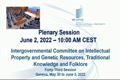 Plenary Session
June 2, 2022 – 10:00 AM CEST
Intergovernmental Committee on Intellectual
Property and Genetic Resources, Traditional
Knowledge and Folklore
Forty-Third Session
Geneva, May 30 to June 3, 2022